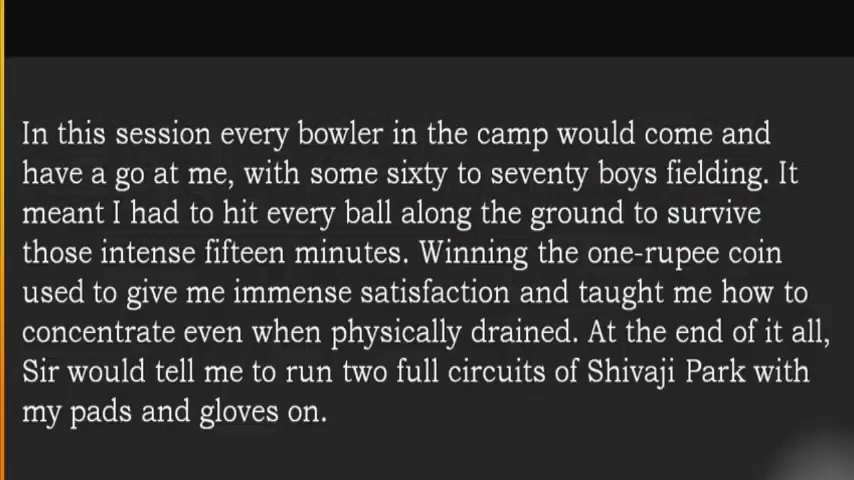 In this session every bowler in the camp would come and
have a go at me, with some sixty to seventy boys fielding. It
meant I had to hit every ball along the ground to survive
those intense fifteen minutes. Winning the one-rupee coin
used to give me immense satisfaction and taught me how to
concentrate even when physically drained. At the end of it all,
Sir would tell me to run two full circuits of Shivaji Park with
my pads and gloves on.